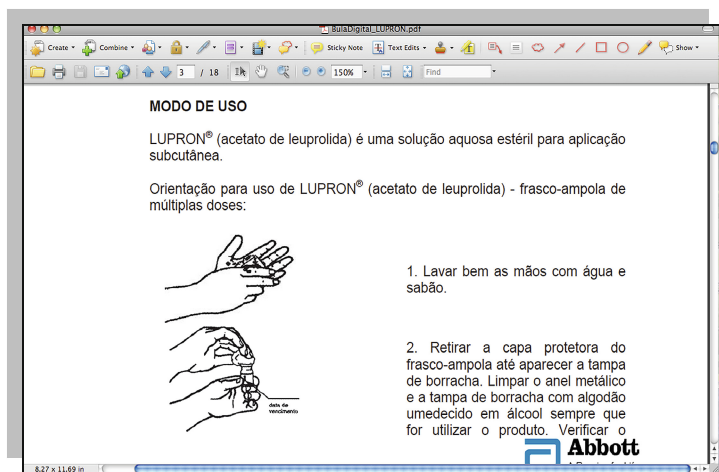 BulaDigital_LUPRON.pdf
Create Combine Sticky Note Text Edits Show
3 / 18 150% Find
MODO DE USO
LUPRON® (acetato de leuprolida) é uma solução aquosa estéril para aplicação
subcutânea.
Orientação para uso de LUPRON® (acetato de leuprolida) - frasco-ampola de
múltiplas doses:
1. Lavar bem as mãos com água e
sabão.
2. Retirar a capa protetora do
frasco-ampola até aparecer a tampa
de borracha. Limpar o anel metálico
e a tampa de borracha com algodão
umedecido em álcool sempre que
for utilizar o produto. Verificar o
data de
vencimento
Abbott
8,27 x 11,69 in